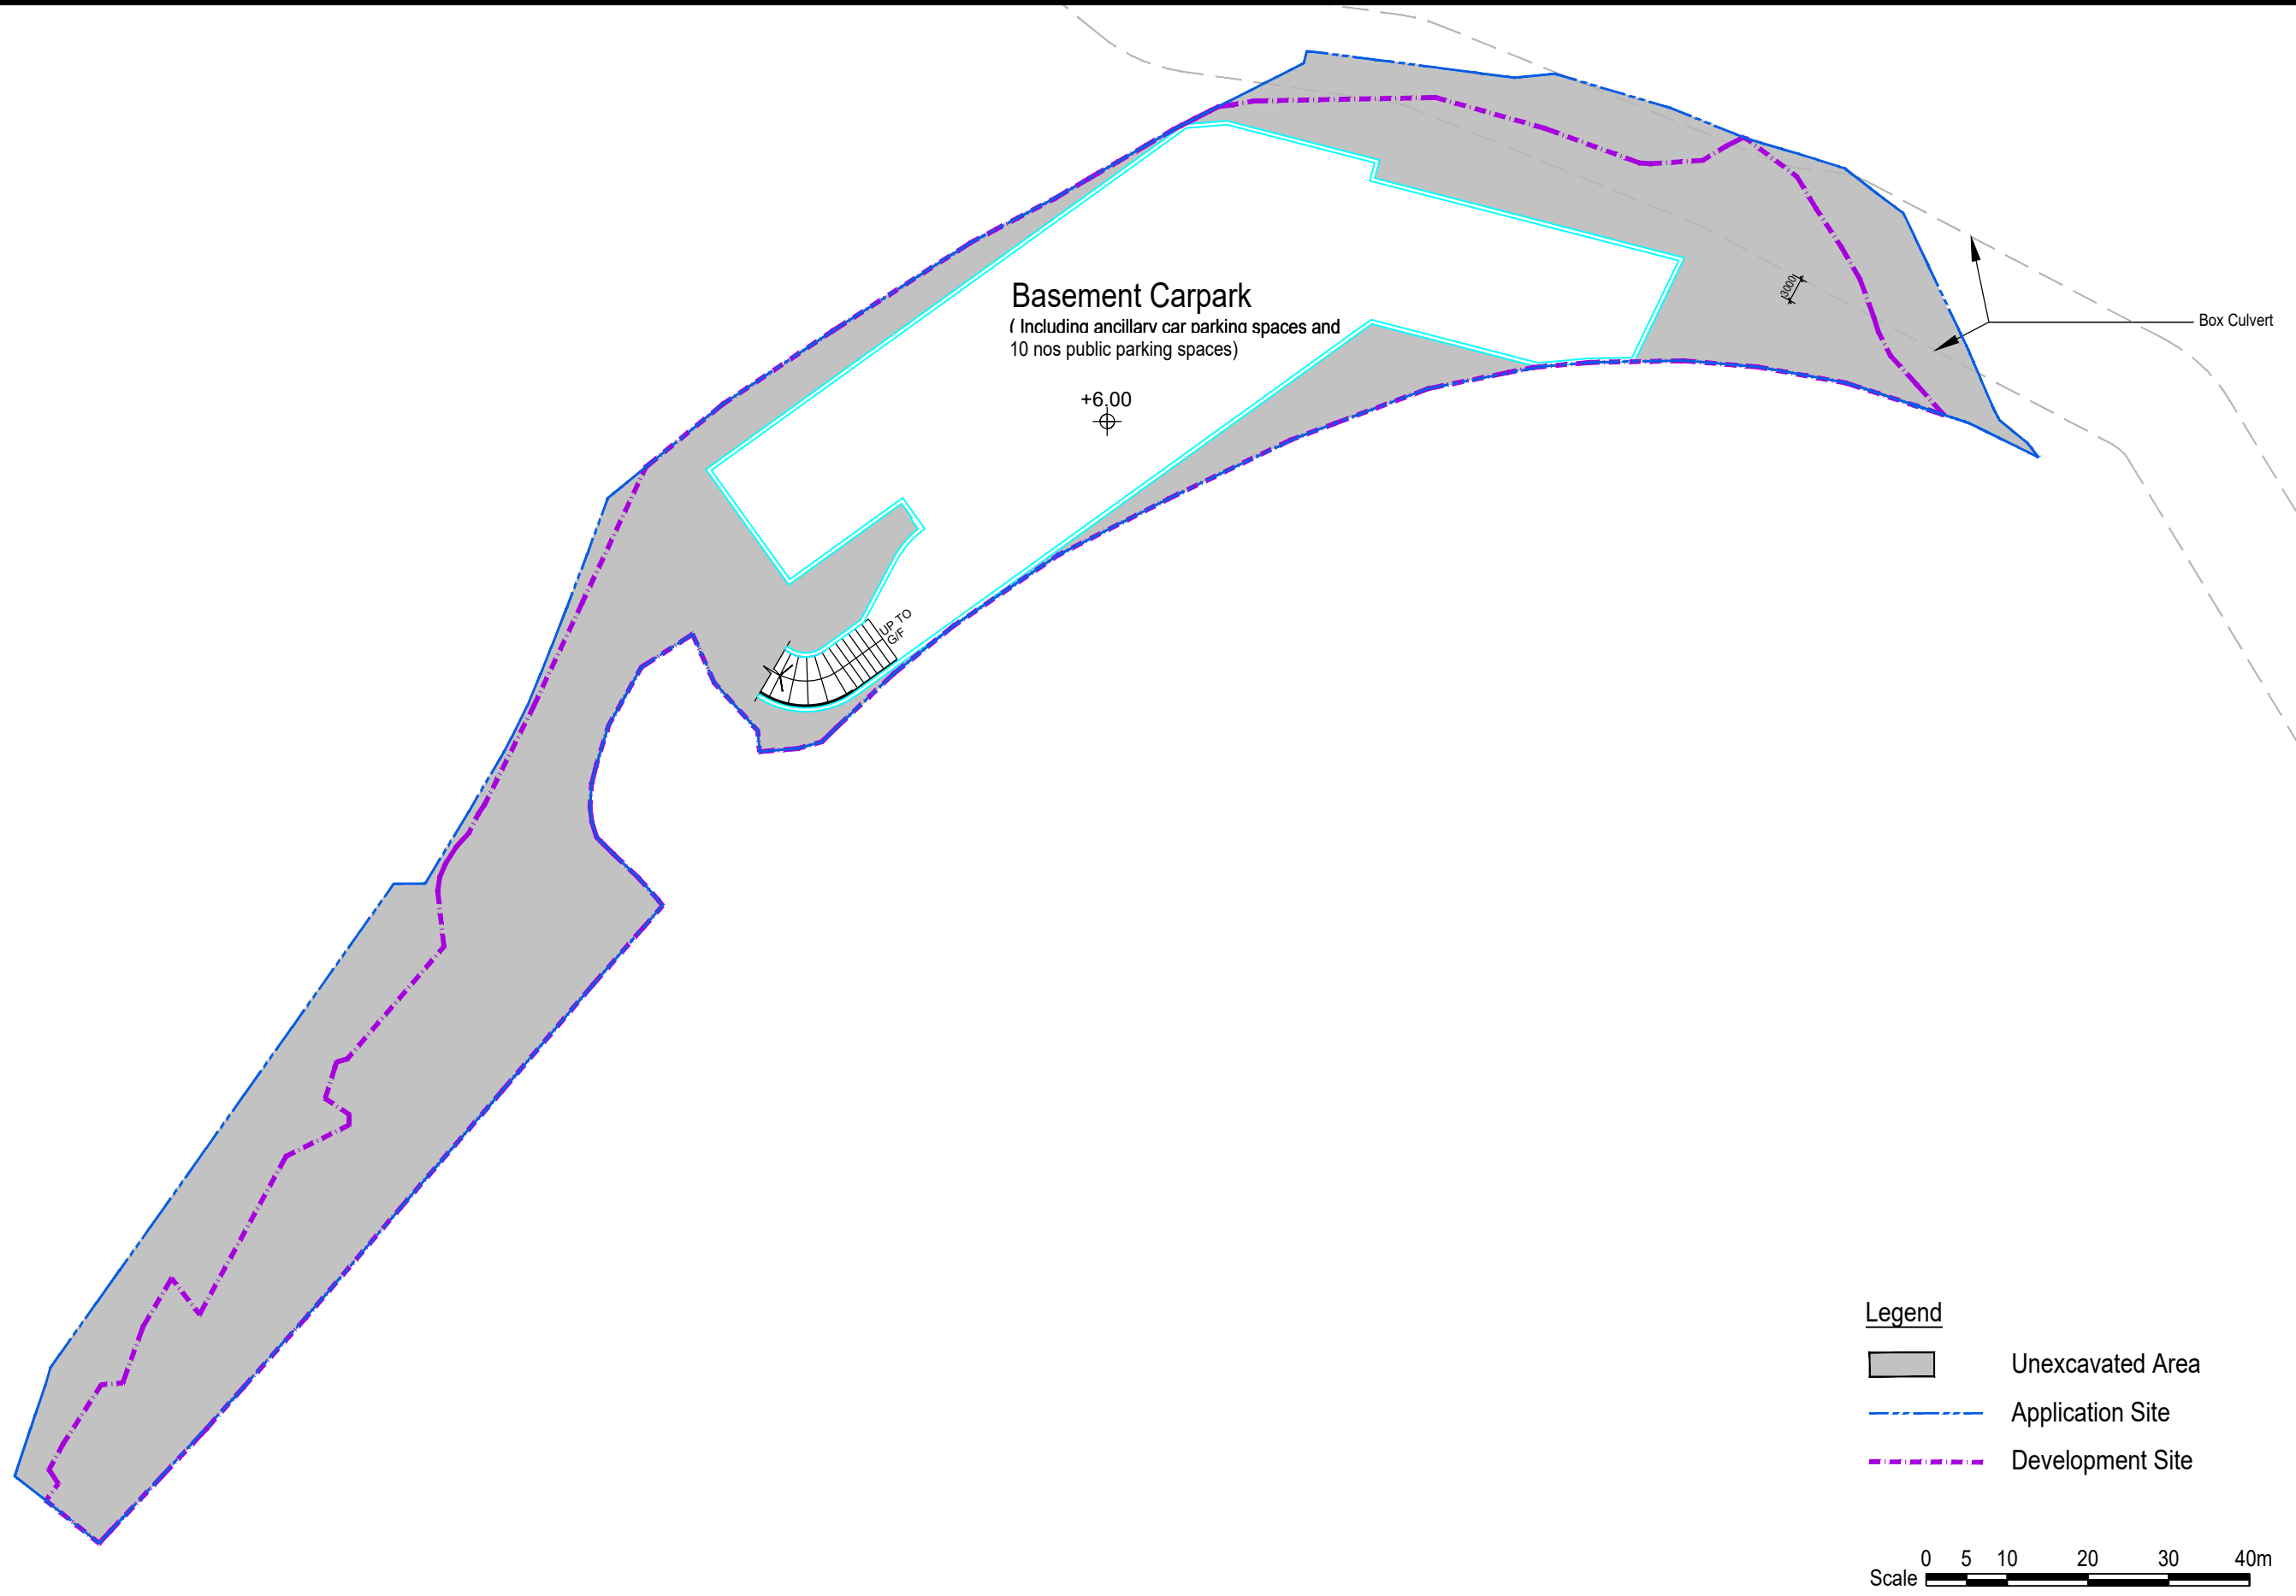 Basement Carpark
( Including ancillary car parking spaces and
10 nos public parking spaces)
+6.00
3000
Box Culvert
UP TO
G/F
Legend
Unexcavated Area
Application Site
Development Site
0 5 10 20 30 40m
Scale